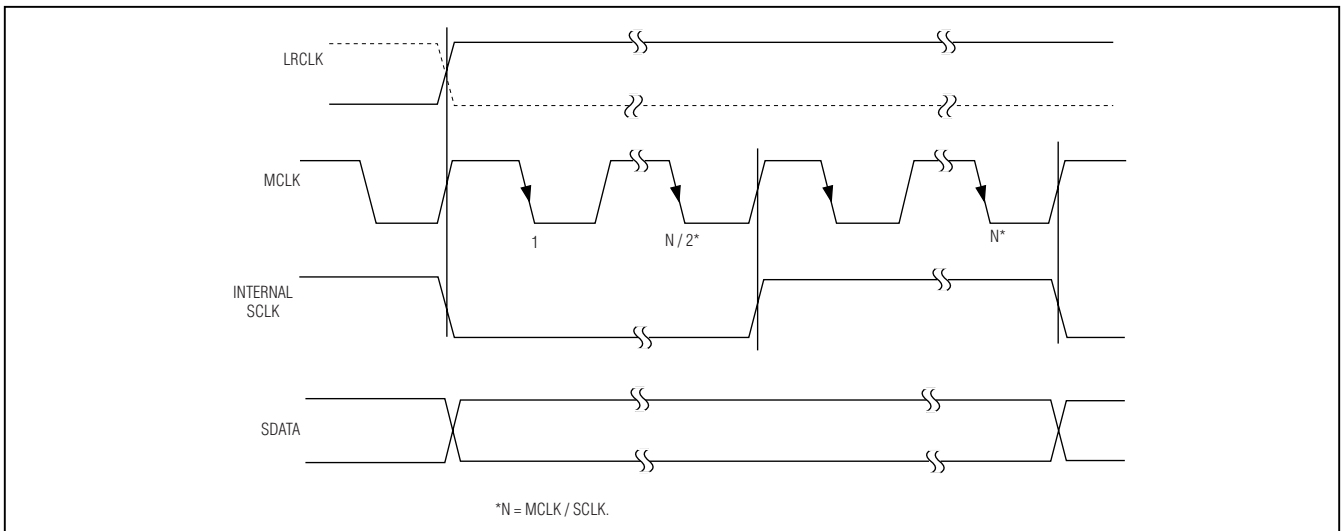 LRCLK
MCLK
1
N / 2*
N*
INTERNAL
SCLK
SDATA
*N = MCLK / SCLK.